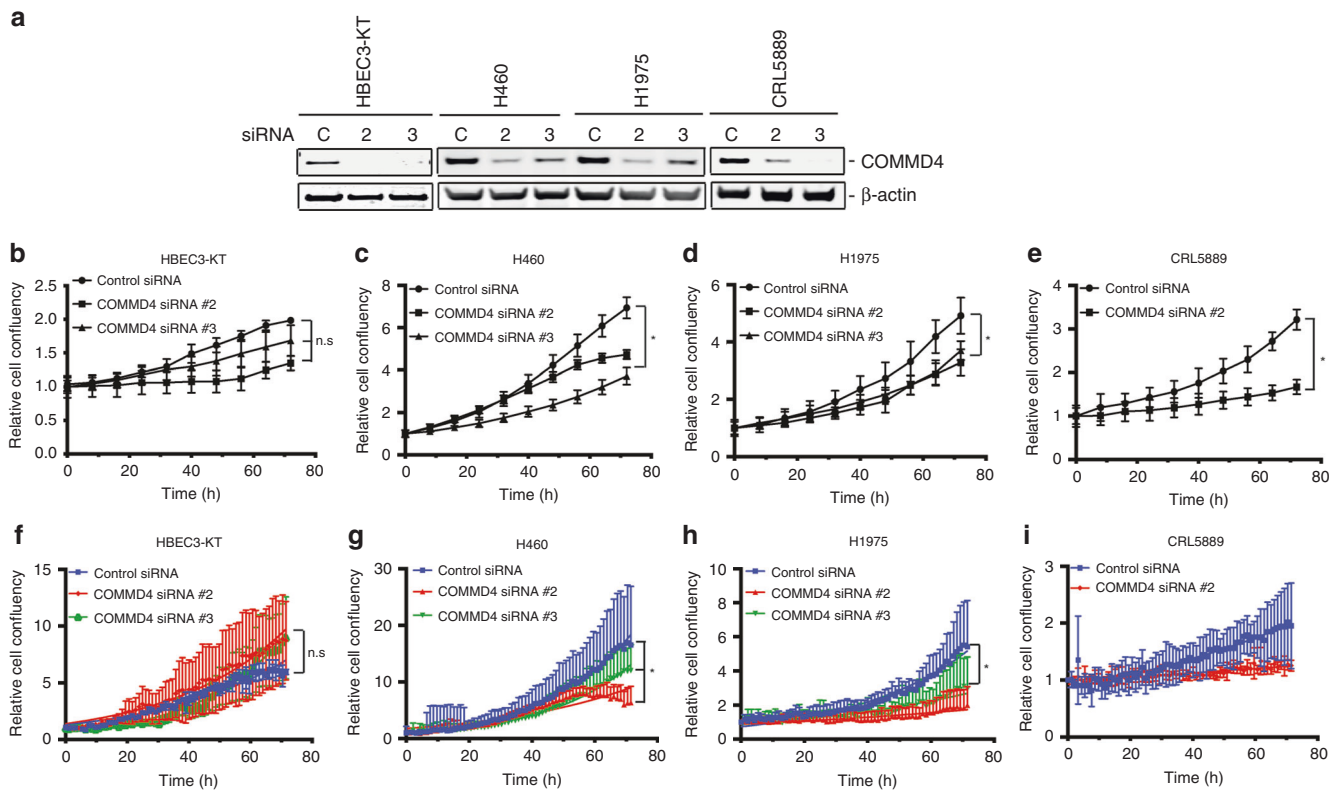 a
HBEC3-KT
H460
H1975
CRL5889
siRNA C 2 3 C 2 3 C 2 3 C 2 3
- COMMD4
- β-actin
b
HBEC3-KT
Control siRNA
COMMD4 siRNA #2
COMMD4 siRNA #3
n.s
Relative cell confluency
2.5
2.0
1.5
1.0
0.5
0.0
0 20 40 60 80
Time (h)
c
H460
Control siRNA
COMMD4 siRNA #2
COMMD4 siRNA #3
*
Relative cell confluency
8
6
4
2
0
0 20 40 60 80
Time (h)
d
H1975
Control siRNA
COMMD4 siRNA #2
COMMD4 siRNA #3
*
Relative cell confluency
6
4
2
0
0 20 40 60 80
Time (h)
e
CRL5889
Control siRNA
COMMD4 siRNA #2
*
Relative cell confluency
4
3
2
1
0
0 20 40 60 80
Time (h)
f
HBEC3-KT
Control siRNA
COMMD4 siRNA #2
COMMD4 siRNA #3
n.s
Relative cell confluency
15
10
5
0
0 20 40 60 80
Time (h)
g
H460
Control siRNA
COMMD4 siRNA #2
COMMD4 siRNA #3
*
Relative cell confluency
30
20
10
0
0 20 40 60 80
Time (h)
h
H1975
Control siRNA
COMMD4 siRNA #2
COMMD4 siRNA #3
*
Relative cell confluency
10
8
6
4
2
0
0 20 40 60 80
Time (h)
i
CRL5889
Control siRNA
COMMD4 siRNA #2
Relative cell confluency
3
2
1
0
0 20 40 60 80
Time (h)